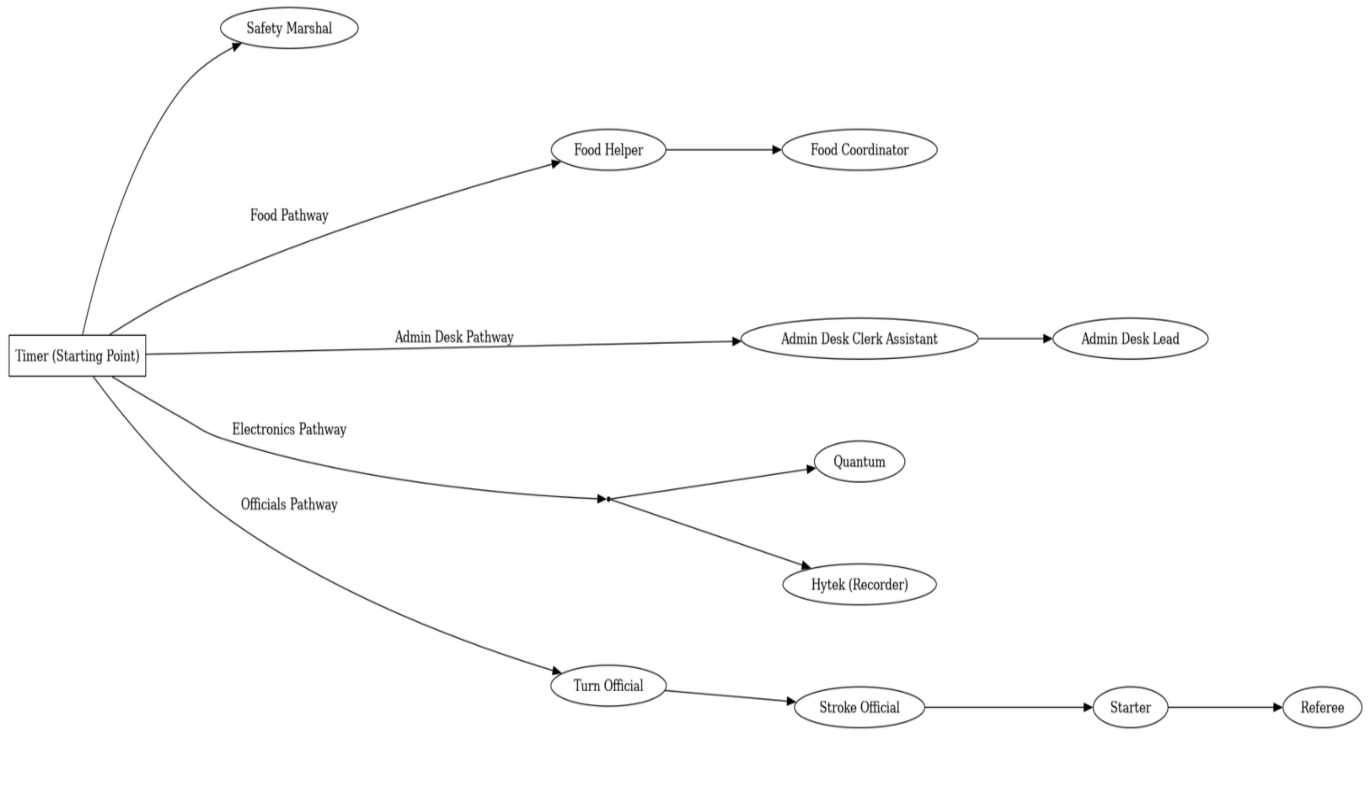 Safety Marshal
Food Helper
Food Coordinator
Food Pathway
Admin Desk Pathway
Admin Desk Clerk Assistant
Admin Desk Lead
Timer (Starting Point)
Electronics Pathway
Quantum
Officials Pathway
Hytek (Recorder)
Turn Official
Stroke Official
Starter
Referee